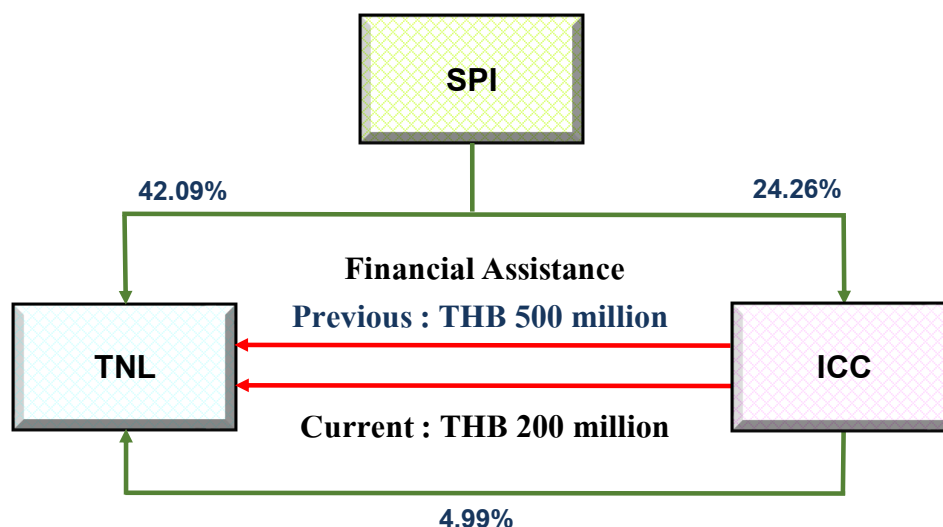 SPI
42.09%
24.26%
Financial Assistance
Previous : THB 500 million
TNL
ICC
Current : THB 200 million
4.99%